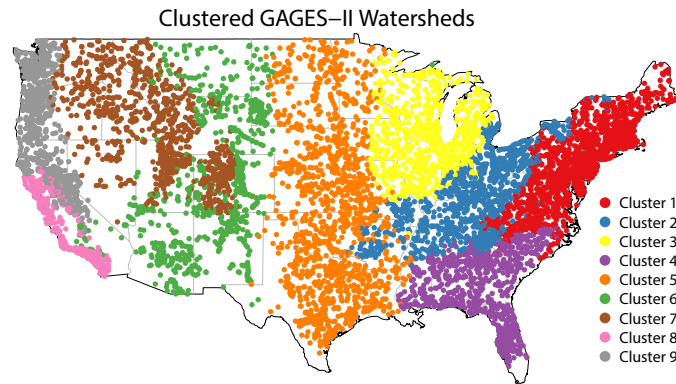 Clustered GAGES−II Watersheds
Cluster 1
Cluster 2
Cluster 3
Cluster 4
Cluster 5
Cluster 6
Cluster 7
Cluster 8
Cluster 9